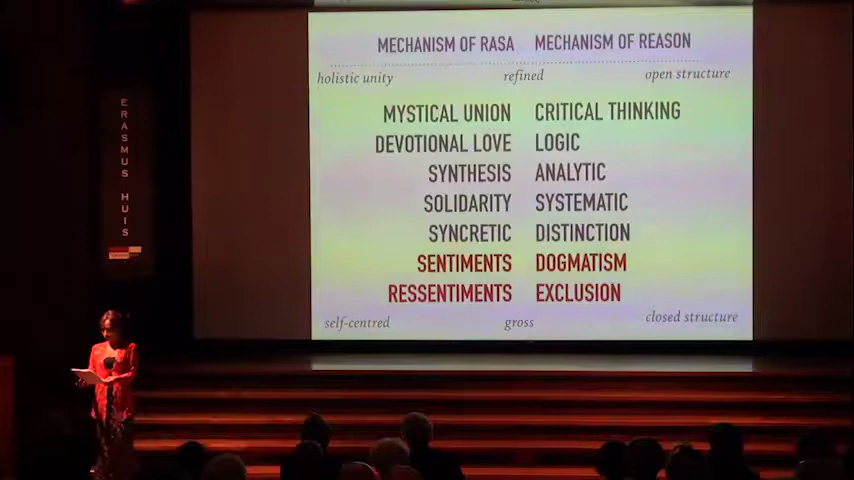 MECHANISM OF RASA MECHANISM OF REASON
holistic unity refined open structure
MYSTICAL UNION CRITICAL THINKING
DEVOTIONAL LOVE LOGIC
SYNTHESIS ANALYTIC
SOLIDARITY SYSTEMATIC
SYNCRETIC DISTINCTION
SENTIMENTS DOGMATISM
RESSENTIMENTS EXCLUSION
self-centred gross closed structure
ERASMUS HUIS